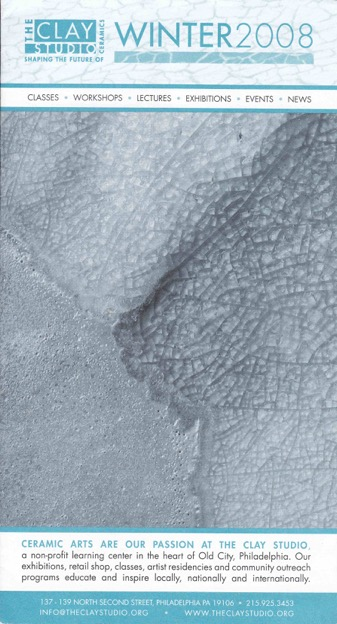 THE CLAY STUDIO
SHAPING THE FUTURE OF CERAMICS
WINTER2008
CLASSES • WORKSHOPS • LECTURES • EXHIBITIONS • EVENTS • NEWS
CERAMIC ARTS ARE OUR PASSION AT THE CLAY STUDIO,
a non-profit learning center in the heart of Old City, Philadelphia. Our
exhibitions, retail shop, classes, artist residencies and community outreach
programs educate and inspire locally, nationally and internationally.
137 - 139 NORTH SECOND STREET, PHILADELPHIA PA 19106 • 215.925.3453
INFO@THECLAYSTUDIO.ORG • WWW.THECLAYSTUDIO.ORG